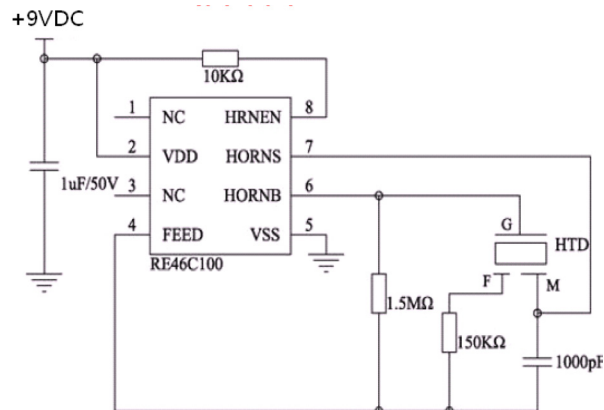 +9VDC
10KΩ
1 NC HRNEN 8
2 VDD HORNS 7
1uF/50V
3 NC HORNB 6
4 FEED VSS 5
RE46C100
G
HTD
F M
1.5MΩ
150KΩ
1000pF